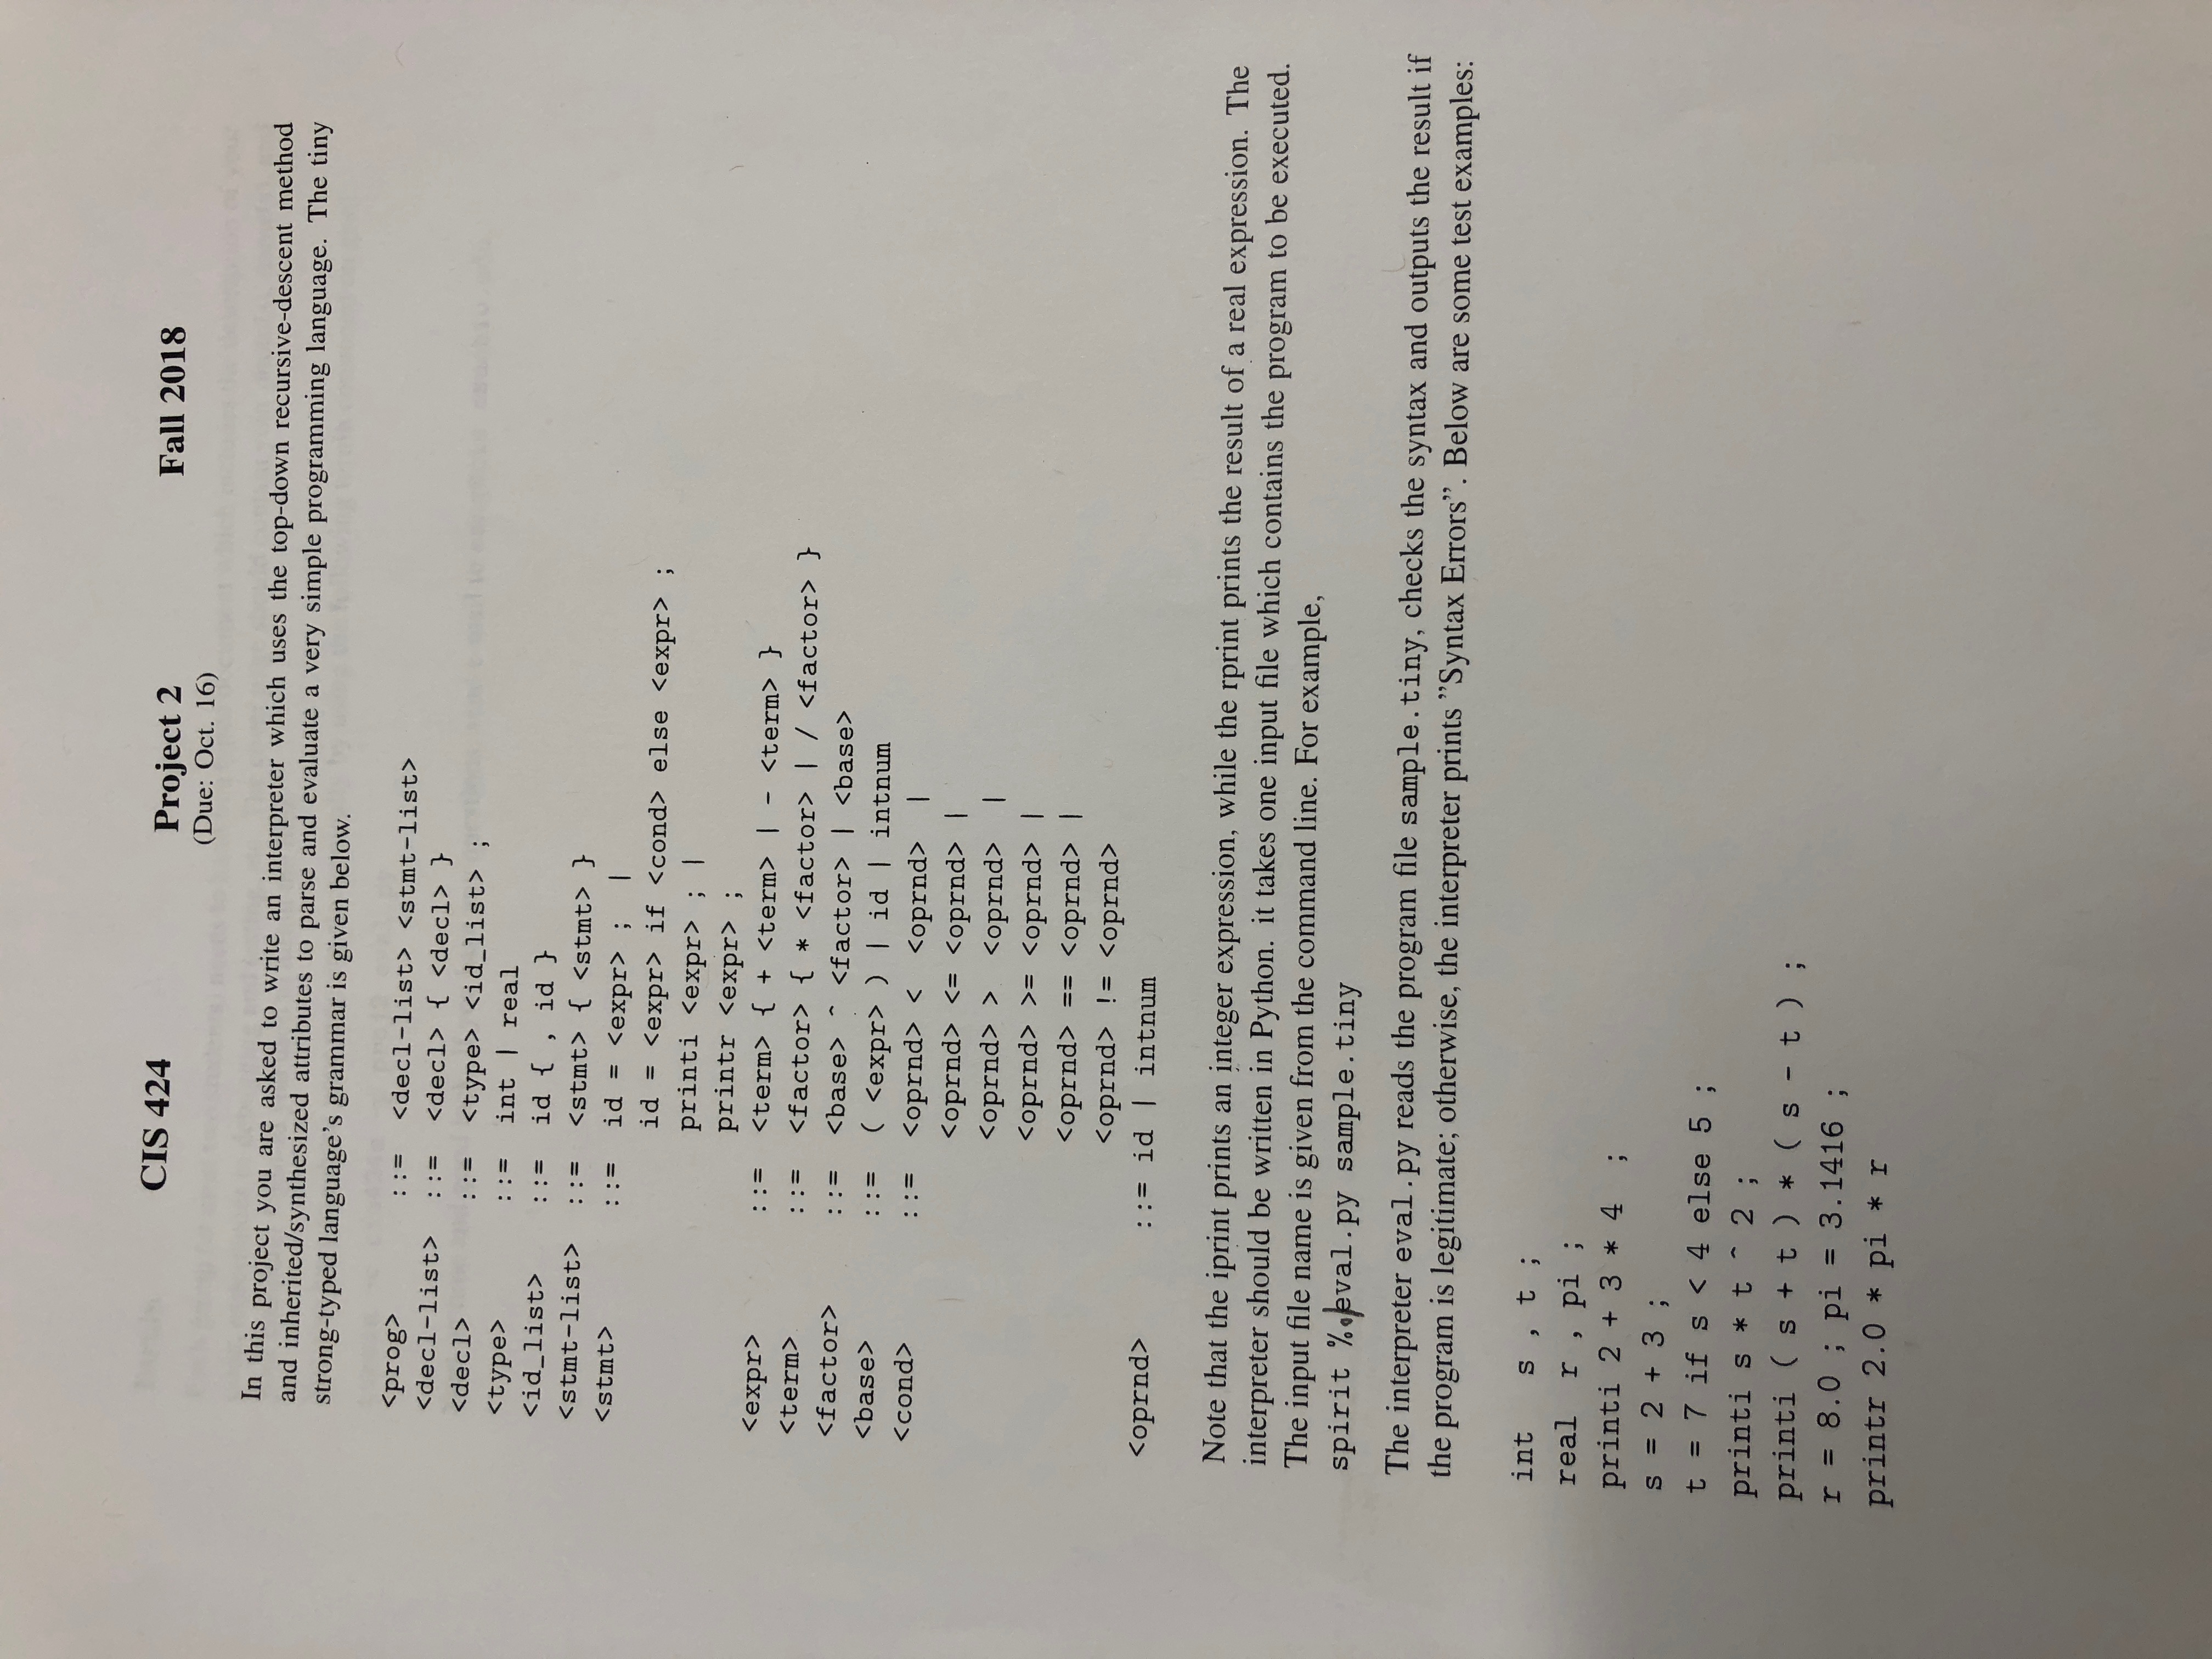 CIS 424 Project 2 Fall 2018
(Due: Oct. 16)
In this project you are asked to write an interpreter which uses the top-down recursive-descent method
and inherited/synthesized attributes to parse and evaluate a very simple programming language. The tiny
strong-typed language's grammar is given below.
<prog> ::= <decl-list> <stmt-list>
<decl-list> ::= <decl> { <decl> }
<decl> ::= <type> <id_list> ;
<type> ::= int | real
<id_list> ::= id { , id }
<stmt-list> ::= <stmt> { <stmt> }
<stmt> ::= id = <expr> ; |
id = <expr> if <cond> else <expr> ;
printi <expr> ; |
printr <expr> ;
<expr> ::= <term> { + <term> | - <term> }
<term> ::= <factor> { * <factor> | / <factor> }
<factor> ::= <base> ^ <factor> | <base>
<base> ::= ( <expr> ) | id | intnum
<cond> ::= <oprnd> < <oprnd> |
<oprnd> <= <oprnd> |
<oprnd> > <oprnd> |
<oprnd> >= <oprnd> |
<oprnd> == <oprnd> |
<oprnd> != <oprnd>
<oprnd> ::= id | intnum
Note that the iprint prints an integer expression, while the rprint prints the result of a real expression. The
interpreter should be written in Python. it takes one input file which contains the program to be executed.
The input file name is given from the command line. For example,
spirit % eval.py sample.tiny
The interpreter eval.py reads the program file sample.tiny, checks the syntax and outputs the result if
the program is legitimate; otherwise, the interpreter prints ”Syntax Errors”. Below are some test examples:
int s , t ;
real r , pi ;
printi 2 + 3 * 4 ;
s = 2 + 3 ;
t = 7 if s < 4 else 5 ;
printi s * t ^ 2 ;
printi ( s + t ) * ( s - t ) ;
r = 8.0 ; pi = 3.1416 ;
printr 2.0 * pi * r